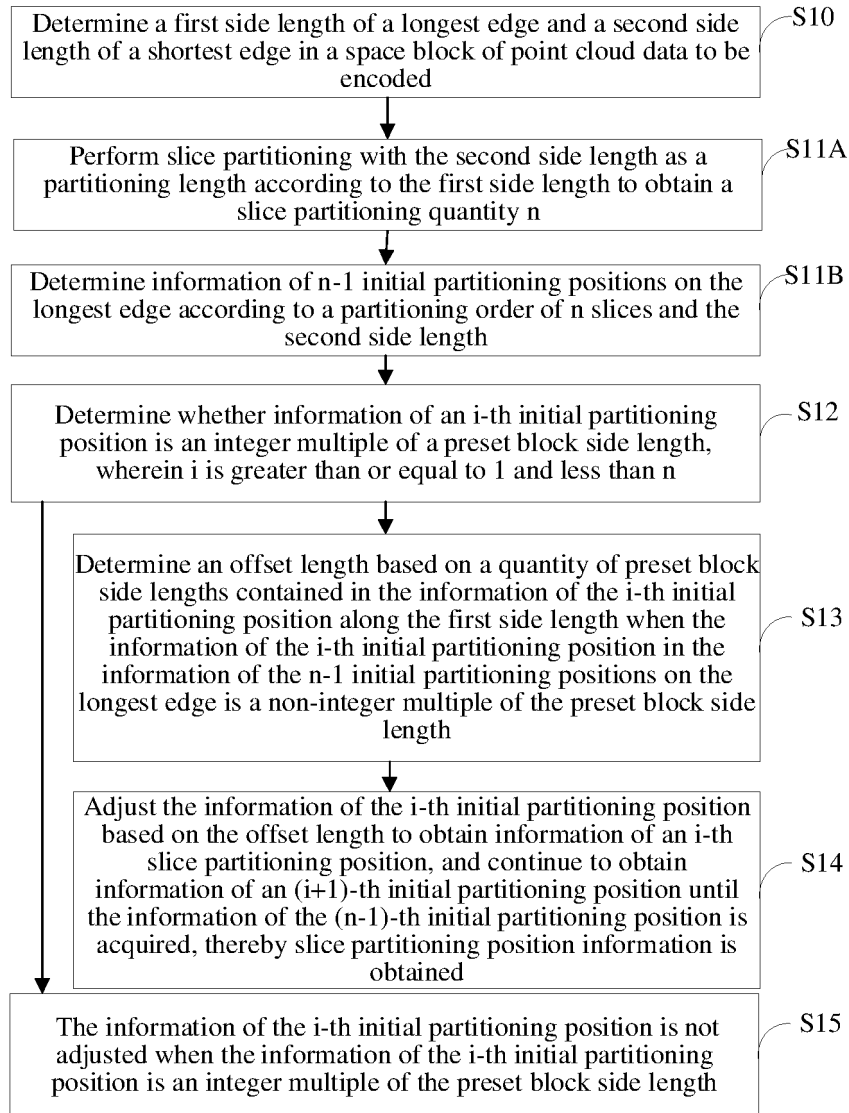 Determine a first side length of a longest edge and a second side
length of a shortest edge in a space block of point cloud data to be
encoded
S10
Perform slice partitioning with the second side length as a
partitioning length according to the first side length to obtain a
slice partitioning quantity n
S11A
Determine information of n-1 initial partitioning positions on the
longest edge according to a partitioning order of n slices and the
second side length
S11B
Determine whether information of an i-th initial partitioning
position is an integer multiple of a preset block side length,
wherein i is greater than or equal to 1 and less than n
S12
Determine an offset length based on a quantity of preset block
side lengths contained in the information of the i-th initial
partitioning position along the first side length when the
information of the i-th initial partitioning position in the
information of the n-1 initial partitioning positions on the
longest edge is a non-integer multiple of the preset block side
length
S13
Adjust the information of the i-th initial partitioning position
based on the offset length to obtain information of an i-th
slice partitioning position, and continue to obtain
information of an (i+1)-th initial partitioning position until
the information of the (n-1)-th initial partitioning position is
acquired, thereby slice partitioning position information is
obtained
S14
The information of the i-th initial partitioning position is not
adjusted when the information of the i-th initial partitioning
position is an integer multiple of the preset block side length
S15